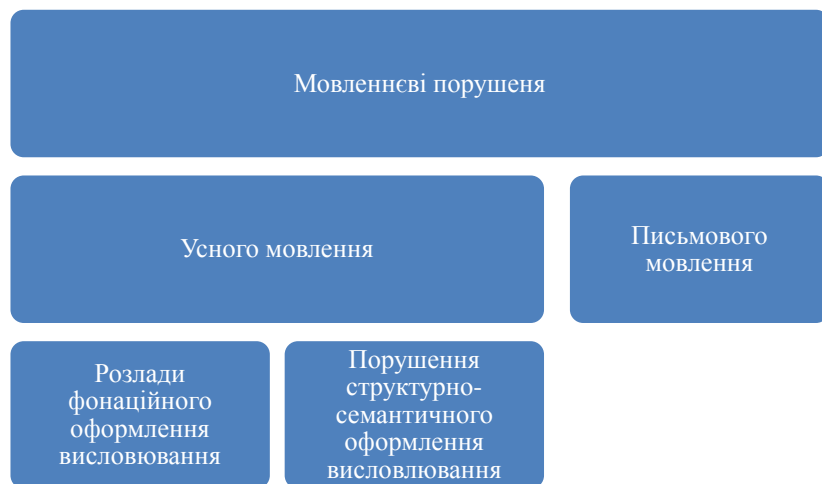 Мовленнєві порушеня
Усного мовлення
Письмового
мовлення
Розлади
фонаційного
оформлення
висловювання
Порушення
структурно-
семантичного
оформлення
висловлювання